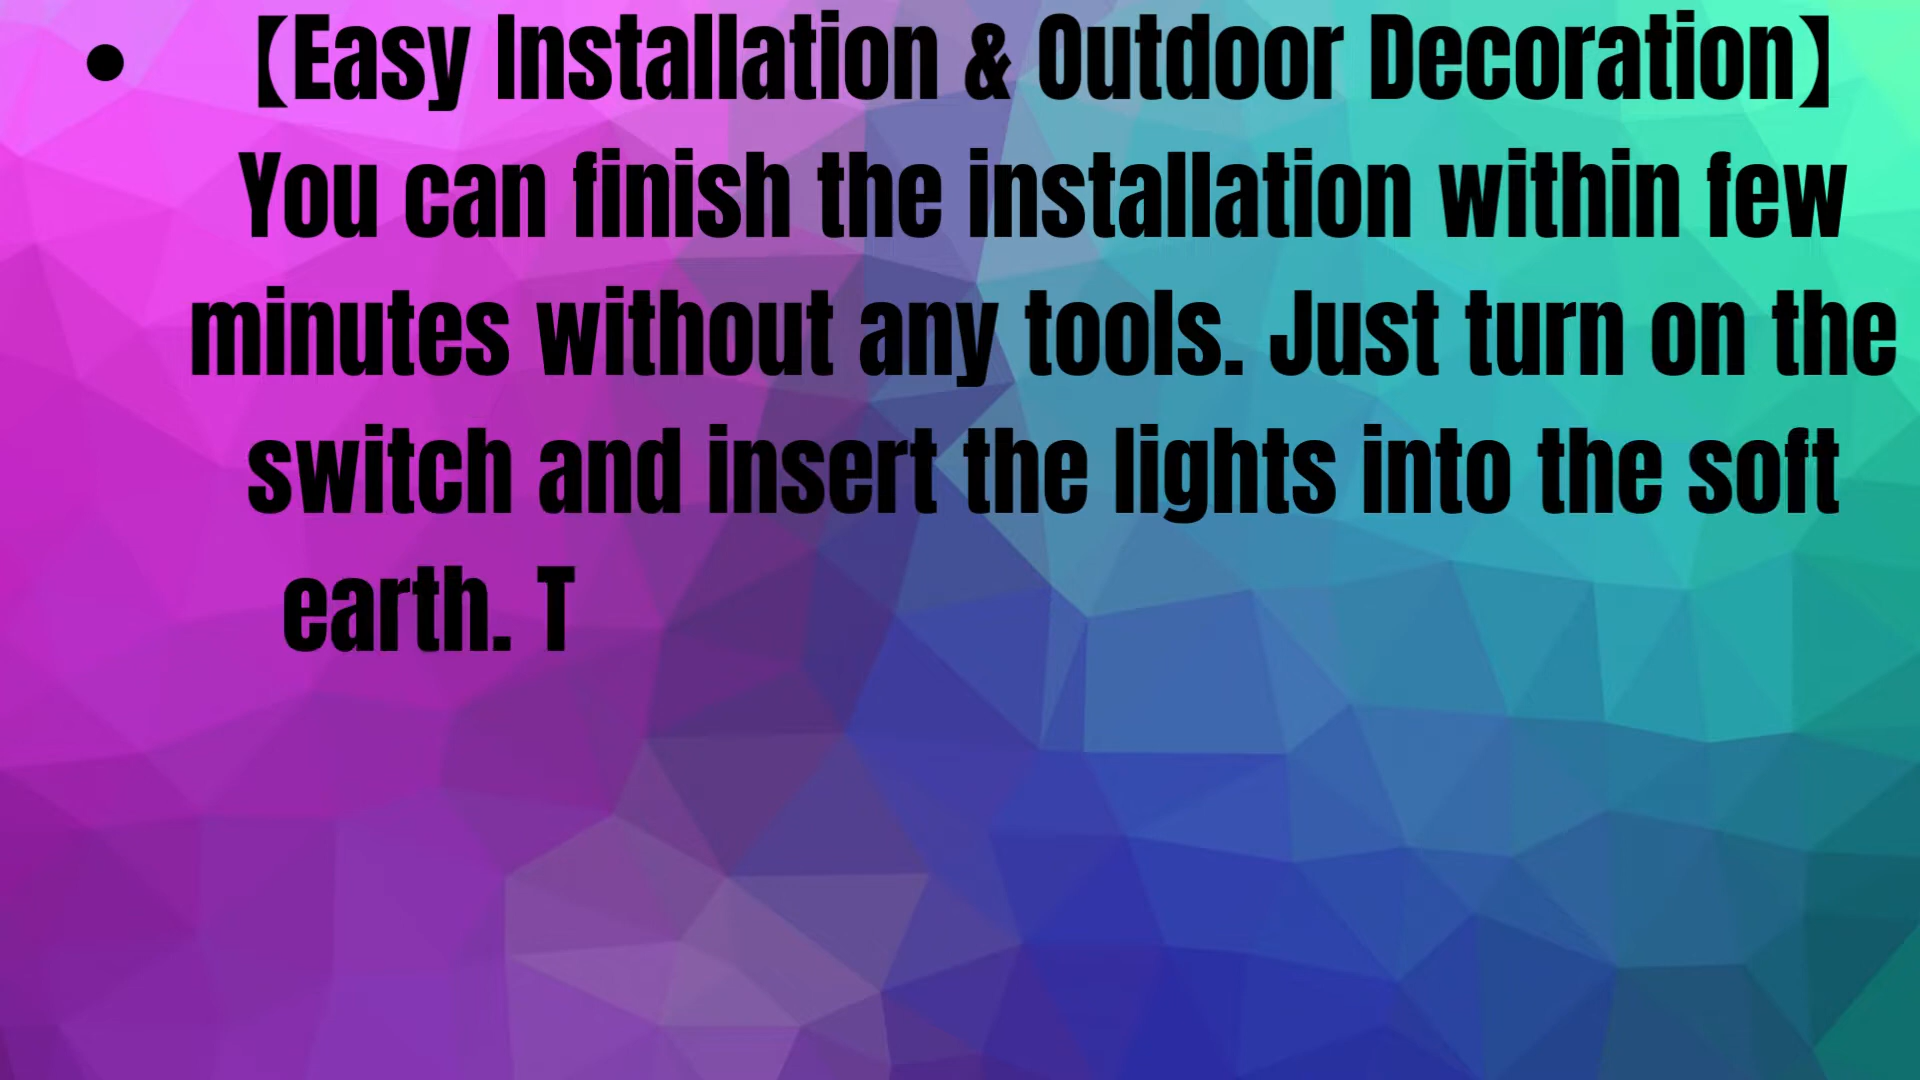 • 【Easy Installation & Outdoor Decoration】
You can finish the installation within few
minutes without any tools. Just turn on the
switch and insert the lights into the soft
earth. T